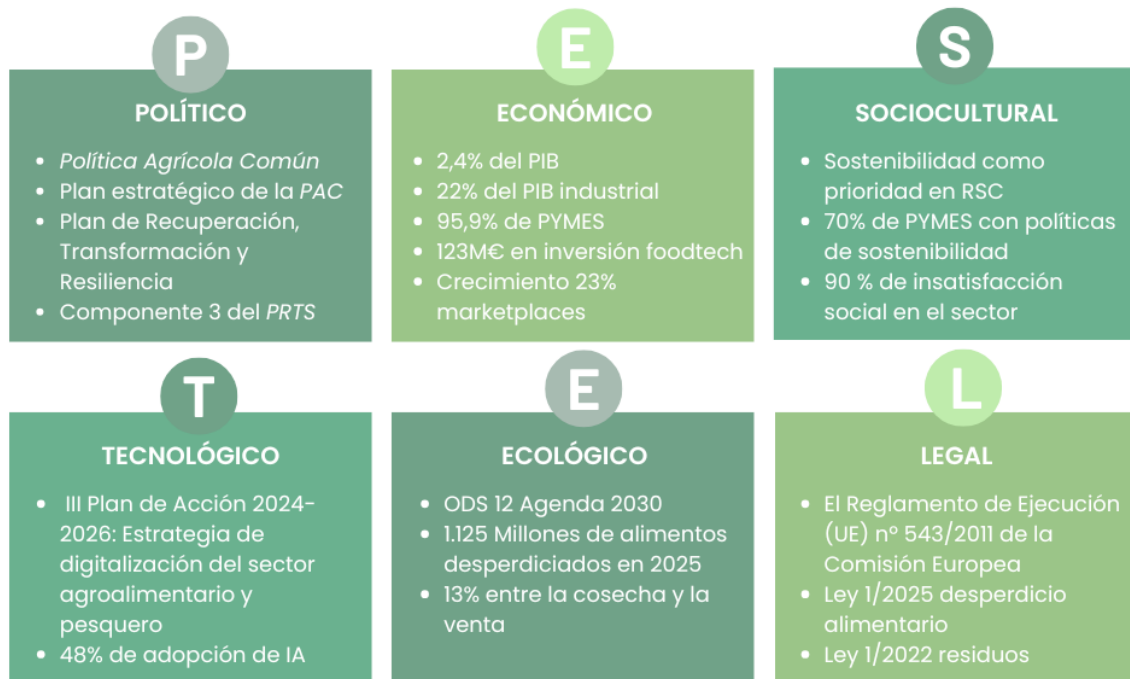 P
POLÍTICO
• Política Agrícola Común
• Plan estratégico de la PAC
• Plan de Recuperación,
Transformación y
Resiliencia
• Componente 3 del PRTS
E
ECONÓMICO
• 2,4% del PIB
• 22% del PIB industrial
• 95,9% de PYMES
• 123M€ en inversión foodtech
• Crecimiento 23%
marketplaces
S
SOCIOCULTURAL
• Sostenibilidad como
prioridad en RSC
• 70% de PYMES con políticas
de sostenibilidad
• 90 % de insatisfacción
social en el sector
T
TECNOLÓGICO
• III Plan de Acción 2024-
2026: Estrategia de
digitalización del sector
agroalimentario y
pesquero
• 48% de adopción de IA
E
ECOLÓGICO
• ODS 12 Agenda 2030
• 1.125 Millones de alimentos
desperdiciados en 2025
• 13% entre la cosecha y la
venta
L
LEGAL
• El Reglamento de Ejecución
(UE) nº 543/2011 de la
Comisión Europea
• Ley 1/2025 desperdicio
alimentario
• Ley 1/2022 residuos